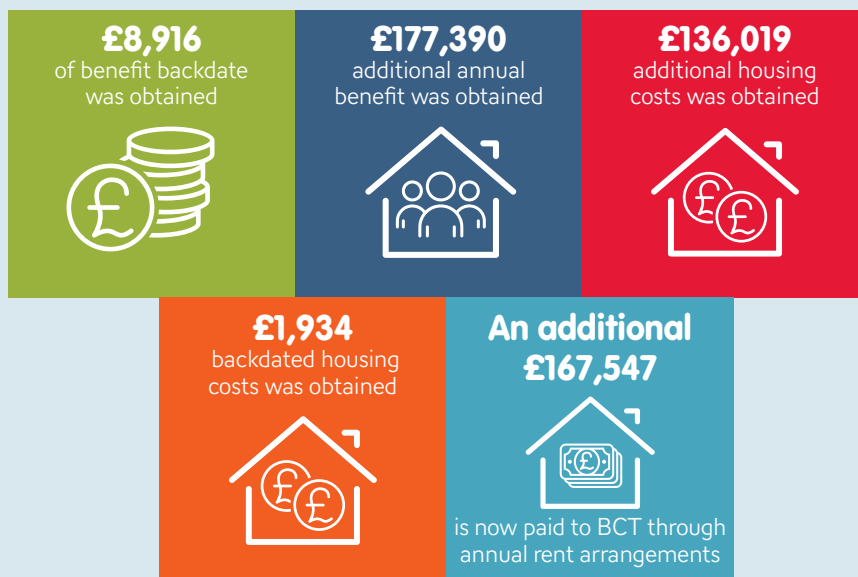 £8,916
of benefit backdate
was obtained
£177,390
additional annual
benefit was obtained
£136,019
additional housing
costs was obtained
£
£
£
£1,934
backdated housing
costs was obtained
£
£
An additional
£167,547
£
is now paid to BCT through
annual rent arrangements